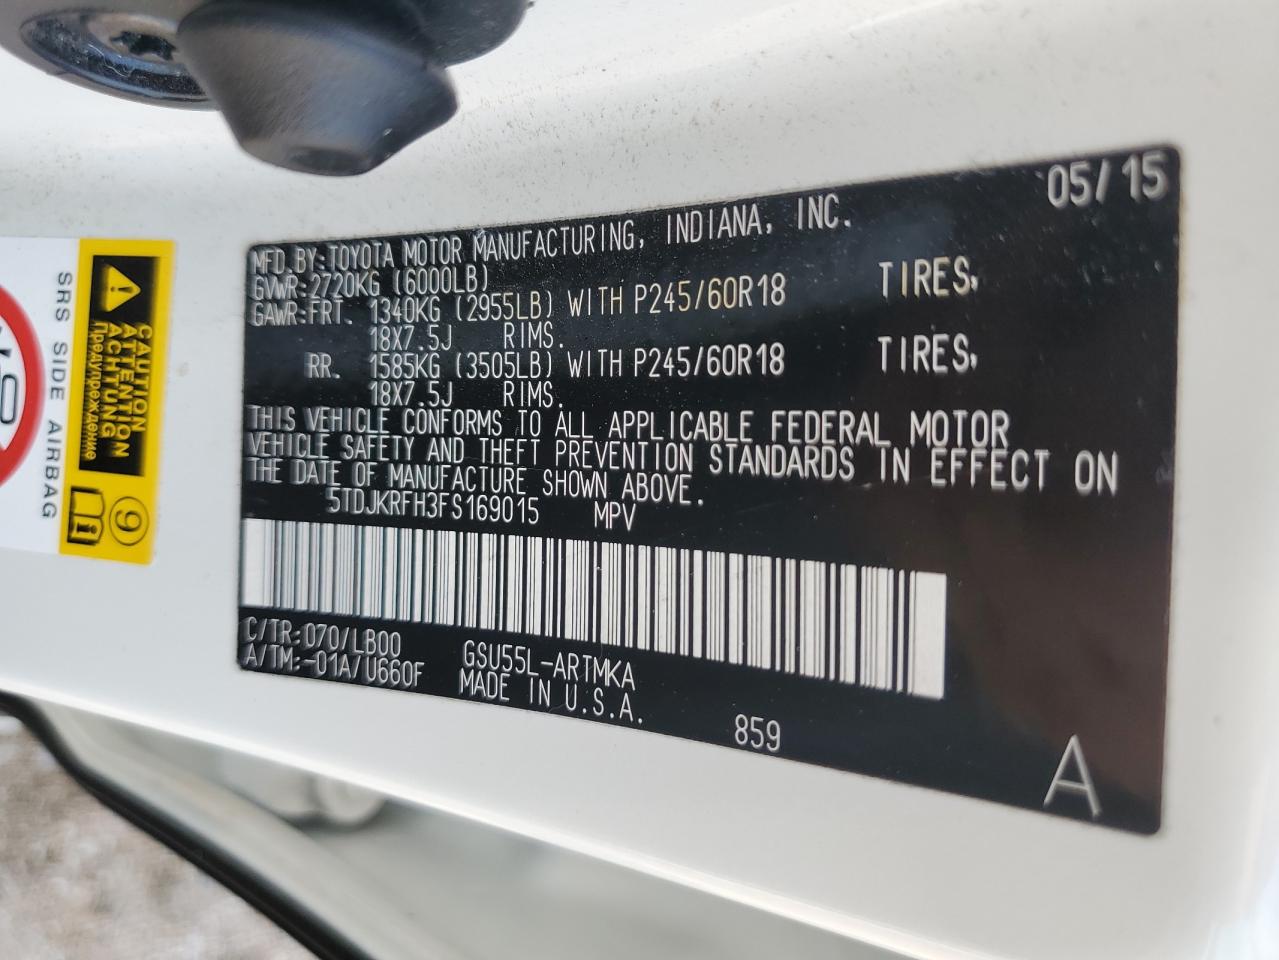 05/15
MFD BY:TOYOTA MOTOR MANUFACTURING, INDIANA, INC.
GVWR:2720KG (6000LB)
GAWR:FRT. 1340KG (2955LB) WITH P245/60R18 TIRES,
18X7.5J RIMS.
RR. 1585KG (3505LB) WITH P245/60R18 TIRES,
18X7.5J RIMS.
THIS VEHICLE CONFORMS TO ALL APPLICABLE FEDERAL MOTOR
VEHICLE SAFETY AND THEFT PREVENTION STANDARDS IN EFFECT ON
THE DATE OF MANUFACTURE SHOWN ABOVE.
5TDJKRFH3FS169015 MPV
C/TR:070/LB00 GSU55L-ARTMKA
A/TM:-01A/U660F MADE IN U.S.A.
859
A
CAUTION
ATTENTION
ACHTUNG
Предупреждение
9
i
SRS SIDE AIRBAG